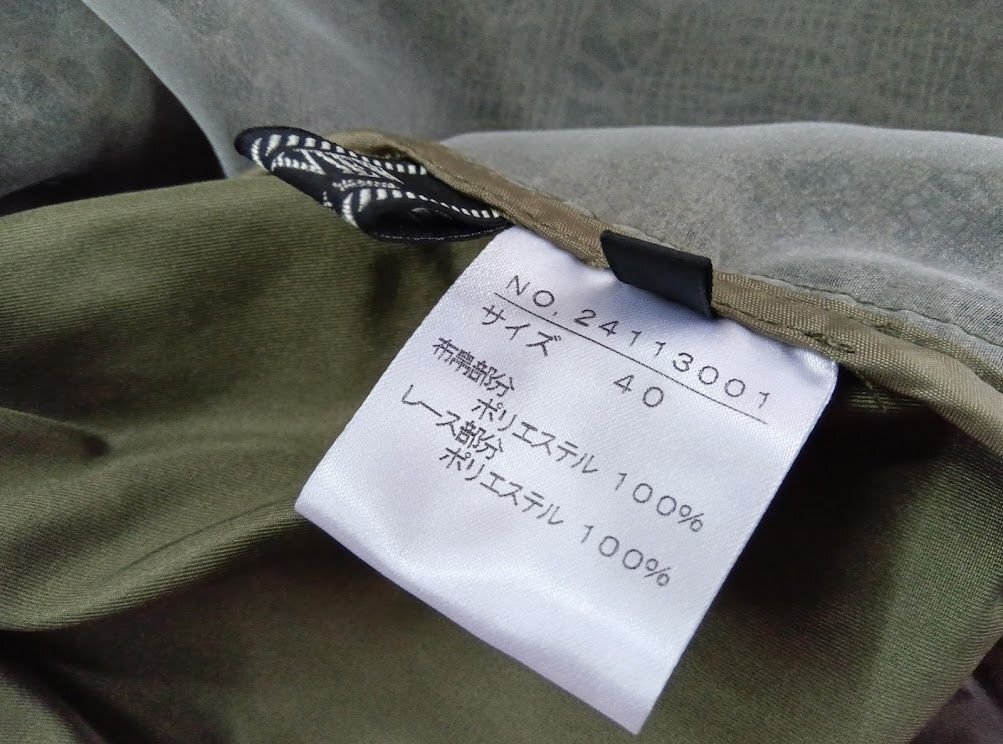 NO. 24113001
サイズ 40
布帛部分
ポリエステル 100%
レース部分
ポリエステル 100%